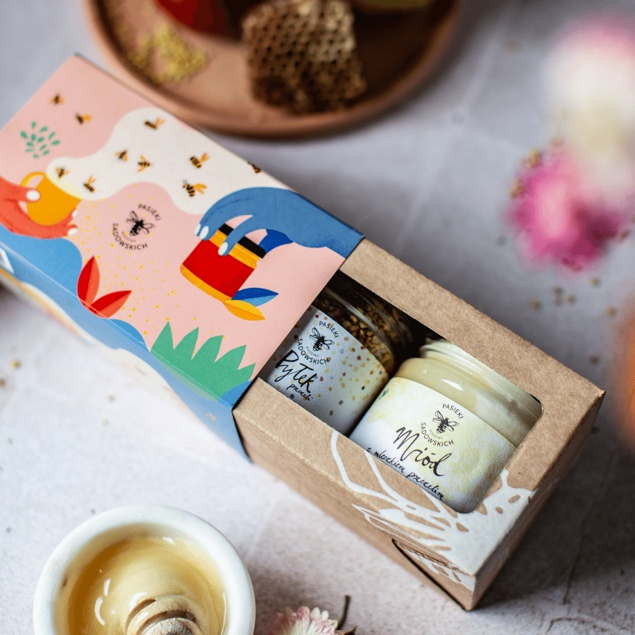 PASIEKI
SADOWSKICH
PASIEKI
SADOWSKICH
Pyłek
pszczeli
PASIEKI
SADOWSKICH
Miód
z mleczkiem pszczelim